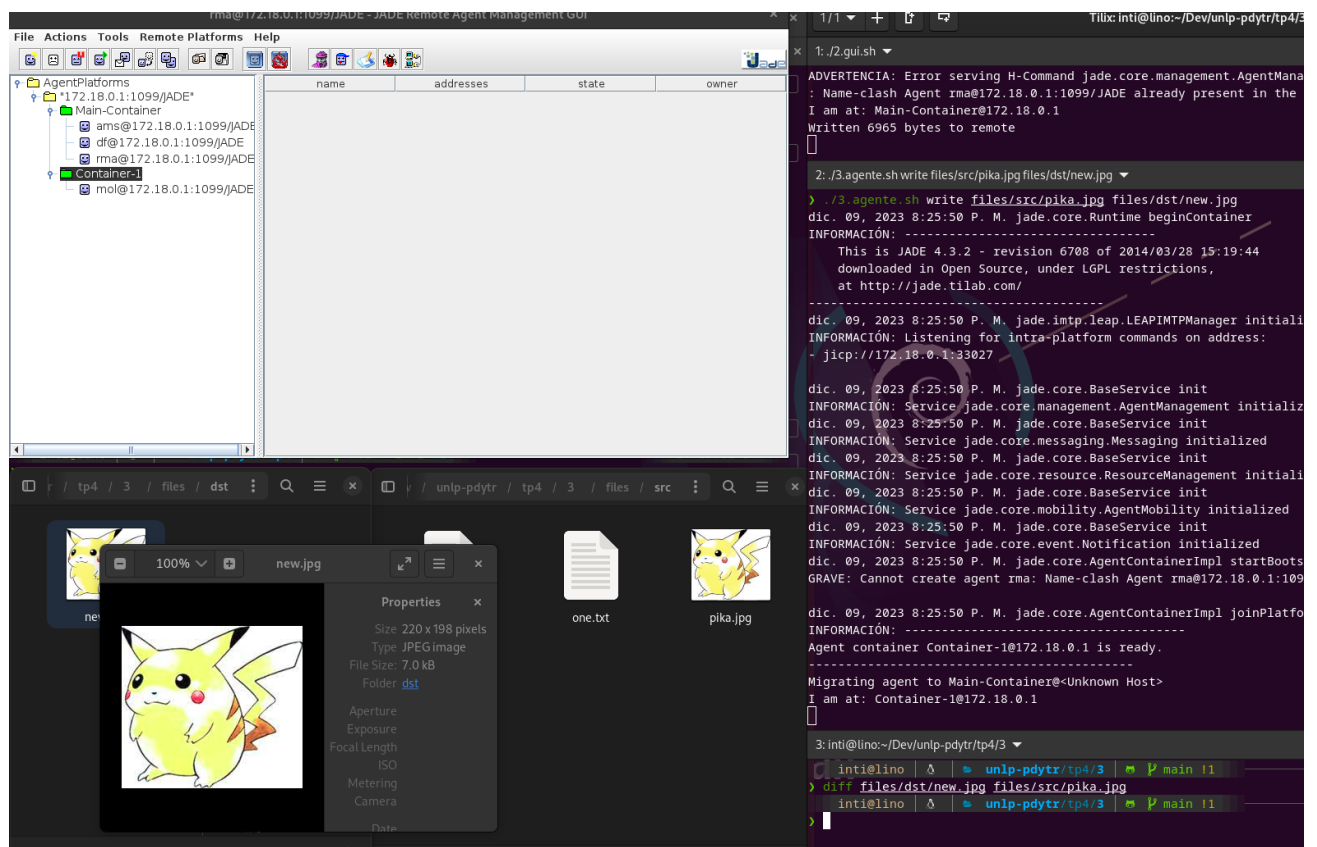 rma@172.18.0.1:1099/JADE - JADE Remote Agent Management GUI
File Actions Tools Remote Platforms Help
AgentPlatforms
"172.18.0.1:1099/JADE"
Main-Container
ams@172.18.0.1:1099/JADE
df@172.18.0.1:1099/JADE
rma@172.18.0.1:1099/JADE
Container-1
mol@172.18.0.1:1099/JADE
name addresses state owner
/ tp4 / 3 / files / dst
/ unlp-pdytr / tp4 / 3 / files / src
one.txt
pika.jpg
100%
new.jpg
Properties
Size 220 x 198 pixels
Type JPEG image
File Size: 7.0 kB
Folder dst
Aperture
Exposure
Focal Length
ISO
Metering
Camera
Date
1/1
Tilix: inti@lino:~/Dev/unlp-pdytr/tp4/3
1: ./2.gui.sh
ADVERTENCIA: Error serving H-Command jade.core.management.AgentMana
: Name-clash Agent rma@172.18.0.1:1099/JADE already present in the
I am at: Main-Container@172.18.0.1
Written 6965 bytes to remote
2: ./3.agente.sh write files/src/pika.jpg files/dst/new.jpg
❯ ./3.agente.sh write files/src/pika.jpg files/dst/new.jpg
dic. 09, 2023 8:25:50 P. M. jade.core.Runtime beginContainer
INFORMACIÓN: ----------------------------------
This is JADE 4.3.2 - revision 6708 of 2014/03/28 15:19:44
downloaded in Open Source, under LGPL restrictions,
at http://jade.tilab.com/
----------------------------------------
dic. 09, 2023 8:25:50 P. M. jade.imtp.leap.LEAPIMTPManager initiali
INFORMACIÓN: Listening for intra-platform commands on address:
- jicp://172.18.0.1:33027
dic. 09, 2023 8:25:50 P. M. jade.core.BaseService init
INFORMACIÓN: Service jade.core.management.AgentManagement initializ
dic. 09, 2023 8:25:50 P. M. jade.core.BaseService init
INFORMACIÓN: Service jade.core.messaging.Messaging initialized
dic. 09, 2023 8:25:50 P. M. jade.core.BaseService init
INFORMACIÓN: Service jade.core.resource.ResourceManagement initiali
dic. 09, 2023 8:25:50 P. M. jade.core.BaseService init
INFORMACIÓN: Service jade.core.mobility.AgentMobility initialized
dic. 09, 2023 8:25:50 P. M. jade.core.BaseService init
INFORMACIÓN: Service jade.core.event.Notification initialized
dic. 09, 2023 8:25:50 P. M. jade.core.AgentContainerImpl startBoots
GRAVE: Cannot create agent rma: Name-clash Agent rma@172.18.0.1:109
dic. 09, 2023 8:25:50 P. M. jade.core.AgentContainerImpl joinPlatfo
INFORMACIÓN: --------------------------------------
Agent container Container-1@172.18.0.1 is ready.
--------------------------------------------
Migrating agent to Main-Container@<Unknown Host>
I am at: Container-1@172.18.0.1
3: inti@lino:~/Dev/unlp-pdytr/tp4/3
inti@lino unlp-pdytr/tp4/3 main !1
❯ diff files/dst/new.jpg files/src/pika.jpg
inti@lino unlp-pdytr/tp4/3 main !1
❯